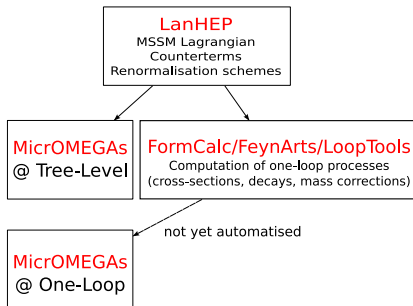 LanHEP
MSSM Lagrangian
Counterterms
Renormalisation schemes
MicrOMEGAs
@ Tree-Level
FormCalc/FeynArts/LoopTools
Computation of one-loop processes
(cross-sections, decays, mass corrections)
not yet automatised
MicrOMEGAs
@ One-Loop